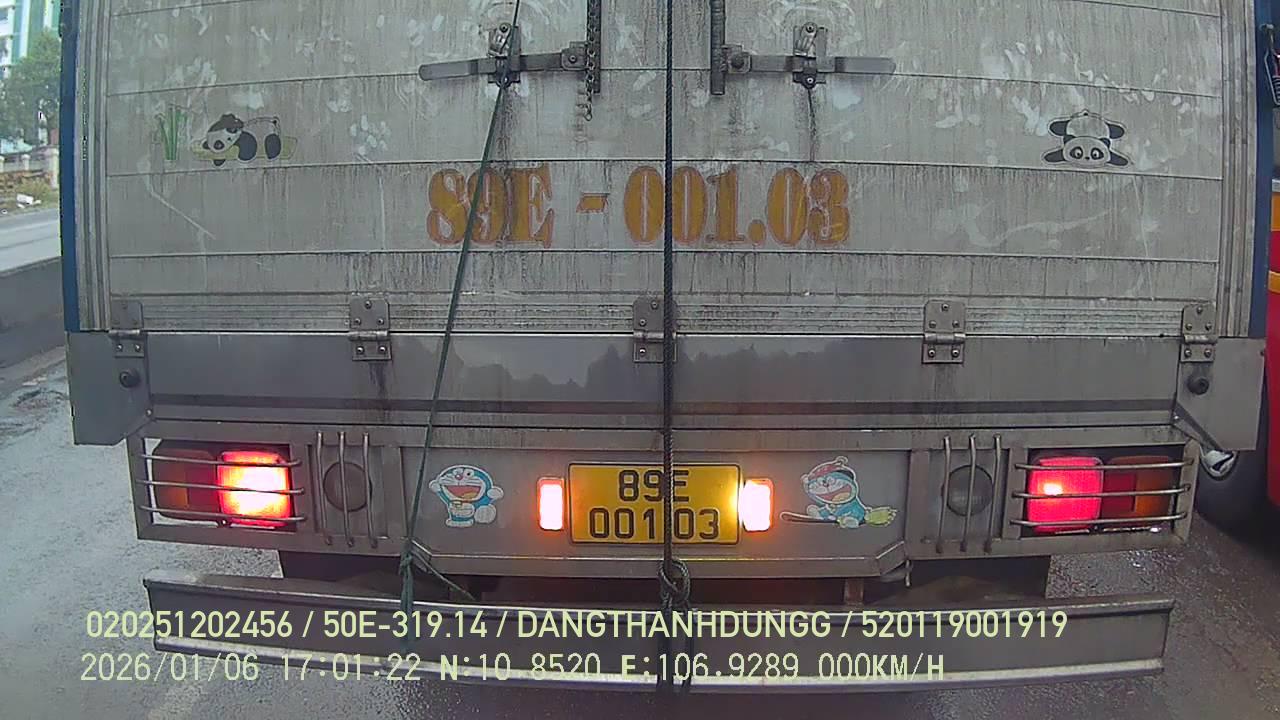 89E - 001.03
89E
001 03
020251202456 / 50E-319.14 / DANGTHANHDUNGG / 520119001919
2026/01/06 17:01:22 N:10.8520 E:106.9289 000KM/H